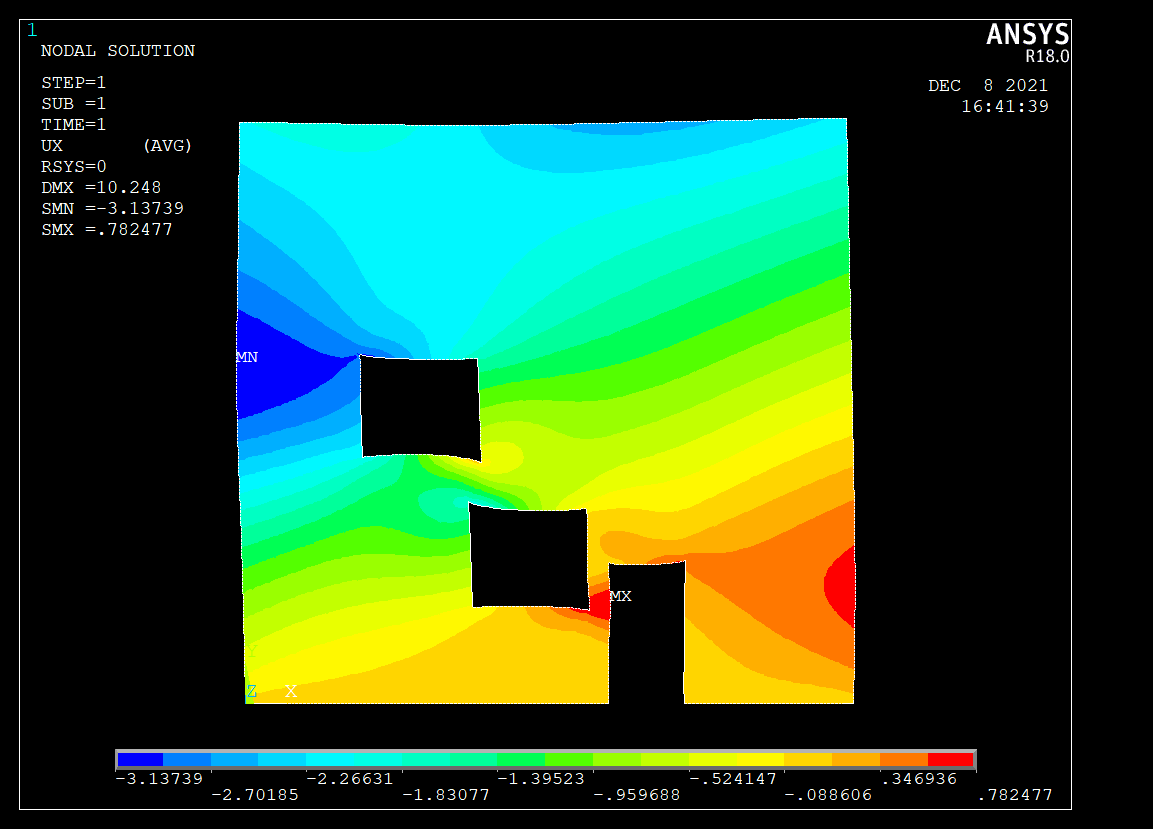 1
ANSYS
R18.0
NODAL SOLUTION
DEC 8 2021
16:41:39
STEP=1
SUB =1
TIME=1
UX (AVG)
RSYS=0
DMX =10.248
SMN =-3.13739
SMX =.782477
MN
MX
Y
Z X
-3.13739 -2.26631 -1.39523 -.524147 .346936
-2.70185 -1.83077 -.959688 -.088606 .782477